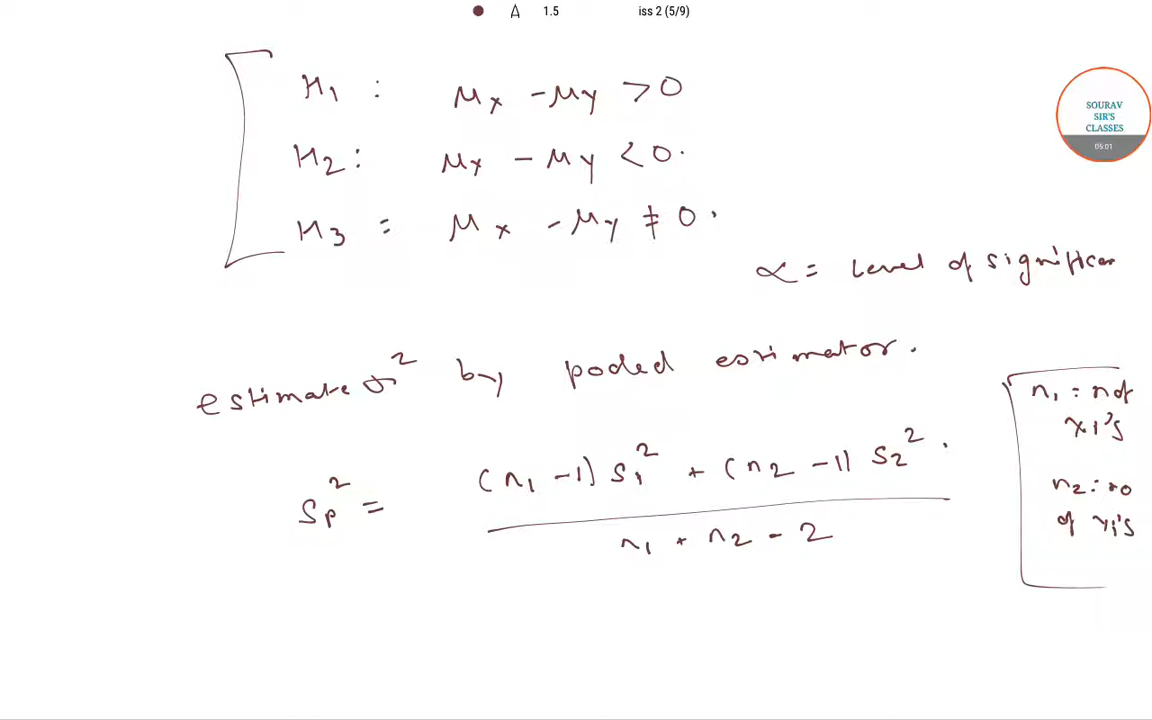 1.5 iss 2 (5/9)
H1 : μx - μy > 0
H2 : μx - μy < 0.
H3 : μx - μy ≠ 0.
α = Level of significan
estimate σ² by pooled estimator.
Sp² = (n1 - 1) S1² + (n2 - 1) S2² .
n1 + n2 - 2
n1 : no of
xi's
n2 : no
of yi's
SOURAV
SIR'S
CLASSES
05:01